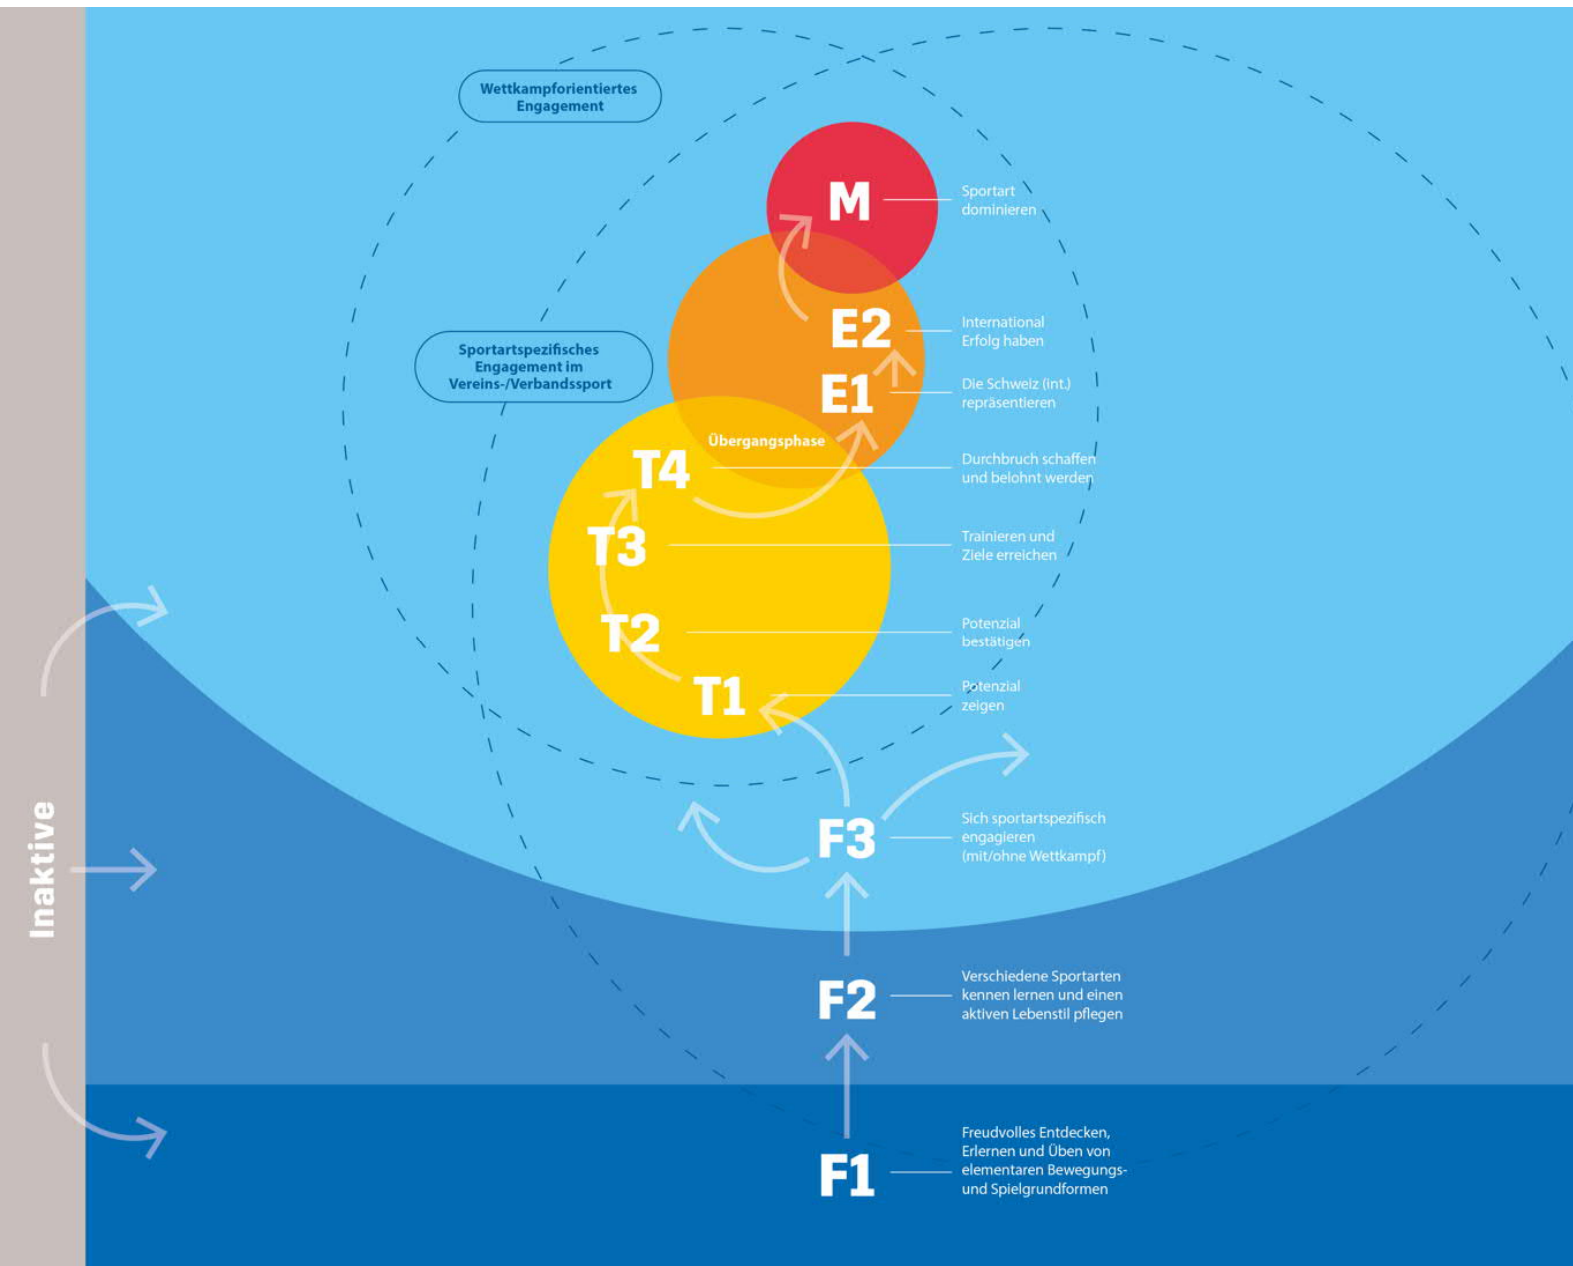 Wettkampforientiertes
Engagement
M
Sportart
dominieren
E2
International
Erfolg haben
Sportartspezifisches
Engagement im
Vereins-/Verbandssport
E1
Die Schweiz (int.)
repräsentieren
Übergangsphase
T4
Durchbruch schaffen
und belohnt werden
T3
Trainieren und
Ziele erreichen
T2
Potenzial
bestätigen
T1
Potenzial
zeigen
Inaktive
F3
Sich sportartspezifisch
engagieren
(mit/ohne Wettkampf)
F2
Verschiedene Sportarten
kennen lernen und einen
aktiven Lebenstil pflegen
F1
Freudvolles Entdecken,
Erlernen und Üben von
elementaren Bewegungs-
und Spielgrundformen